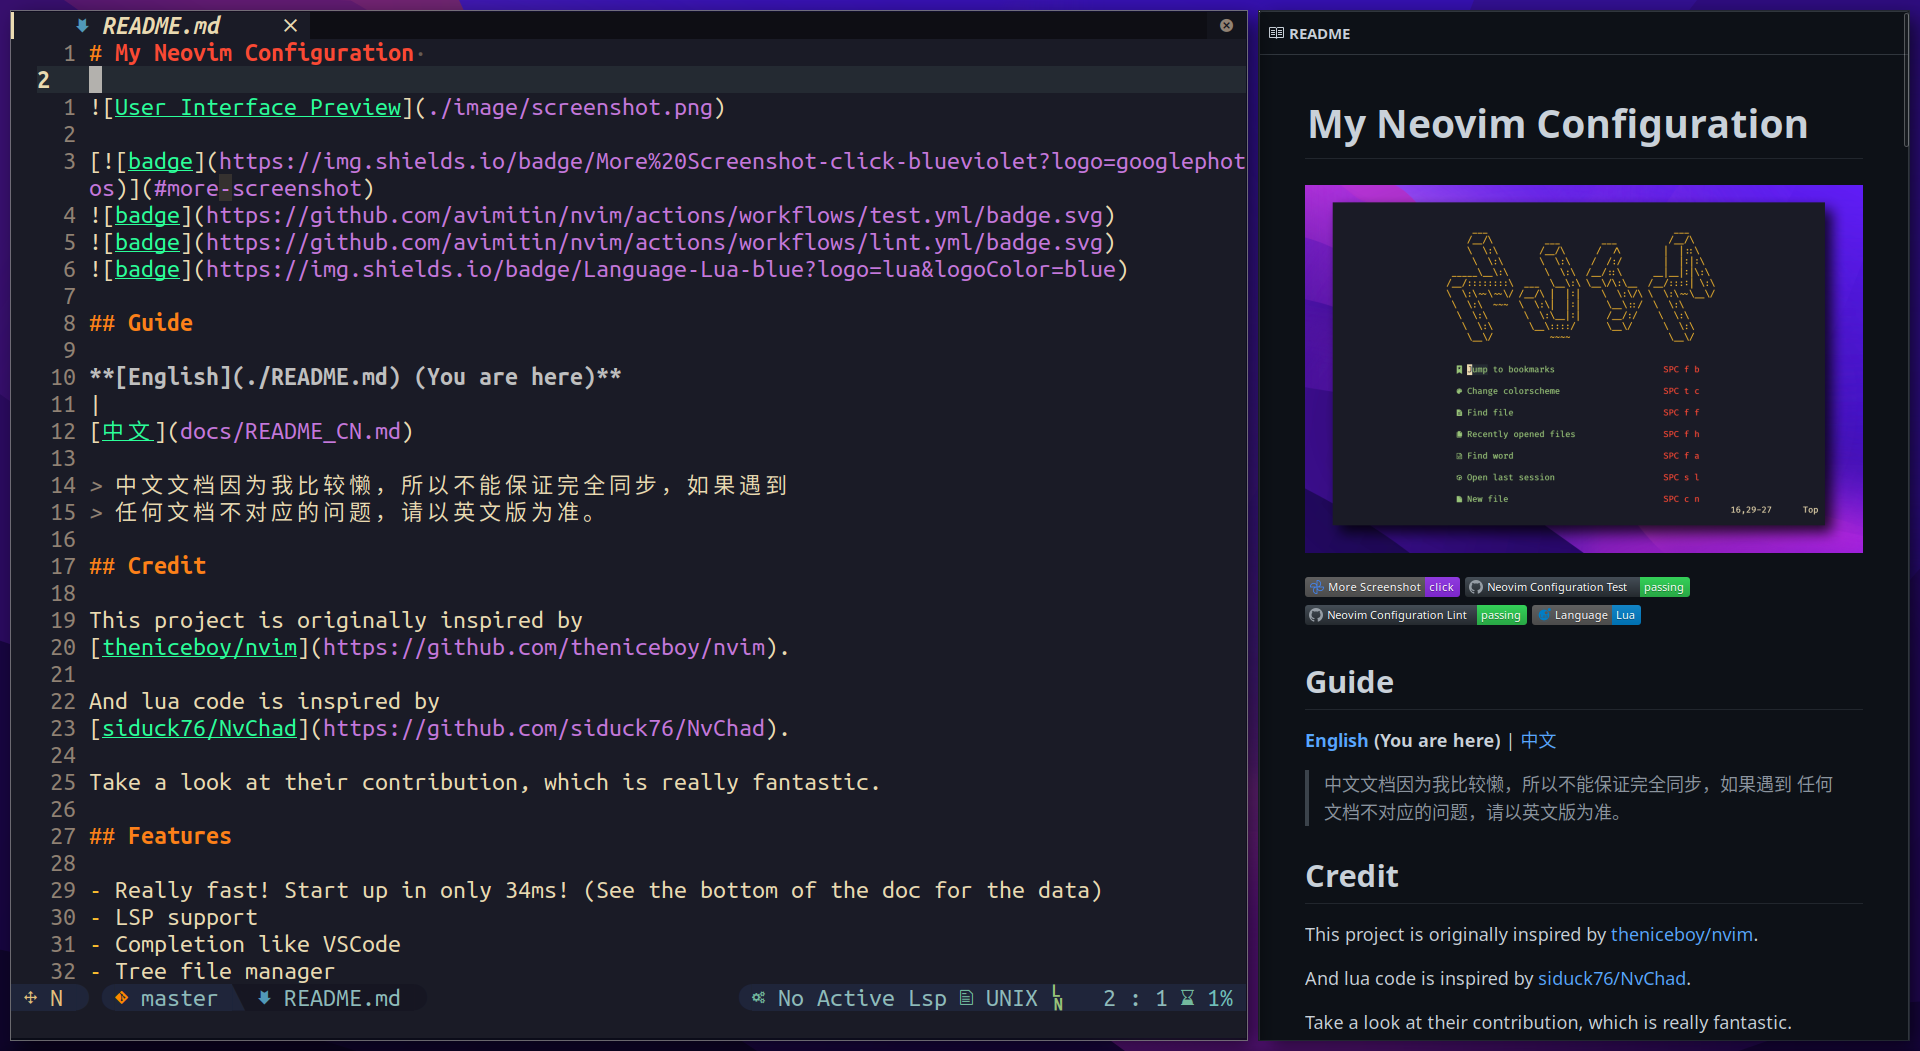 README.md
1 # My Neovim Configuration
2
1 ![User Interface Preview](./image/screenshot.png)
2
3 [![badge](https://img.shields.io/badge/More%20Screenshot-click-blueviolet?logo=googlephot
os)](#more-screenshot)
4 ![badge](https://github.com/avimitin/nvim/actions/workflows/test.yml/badge.svg)
5 ![badge](https://github.com/avimitin/nvim/actions/workflows/lint.yml/badge.svg)
6 ![badge](https://img.shields.io/badge/Language-Lua-blue?logo=lua&logoColor=blue)
7
8 ## Guide
9
10 **[English](./README.md) (You are here)**
11 |
12 [中文](docs/README_CN.md)
13
14 > 中文文档因为我比较懒，所以不能保证完全同步，如果遇到
15 > 任何文档不对应的问题，请以英文版为准。
16
17 ## Credit
18
19 This project is originally inspired by
20 [theniceboy/nvim](https://github.com/theniceboy/nvim).
21
22 And lua code is inspired by
23 [siduck76/NvChad](https://github.com/siduck76/NvChad).
24
25 Take a look at their contribution, which is really fantastic.
26
27 ## Features
28
29 - Really fast! Start up in only 34ms! (See the bottom of the doc for the data)
30 - LSP support
31 - Completion like VSCode
32 - Tree file manager
N master README.md No Active Lsp UNIX LN 2 : 1 1%
README
My Neovim Configuration
Jump to bookmarks SPC f b
Change colorscheme SPC t c
Find file SPC f f
Recently opened files SPC f h
Find word SPC f a
Open last session SPC s l
New file SPC c n
16,29-27 Top
More Screenshot click Neovim Configuration Test passing
Neovim Configuration Lint passing Language Lua
Guide
English (You are here) | 中文
中文文档因为我比较懒，所以不能保证完全同步，如果遇到 任何
文档不对应的问题，请以英文版为准。
Credit
This project is originally inspired by theniceboy/nvim.
And lua code is inspired by siduck76/NvChad.
Take a look at their contribution, which is really fantastic.